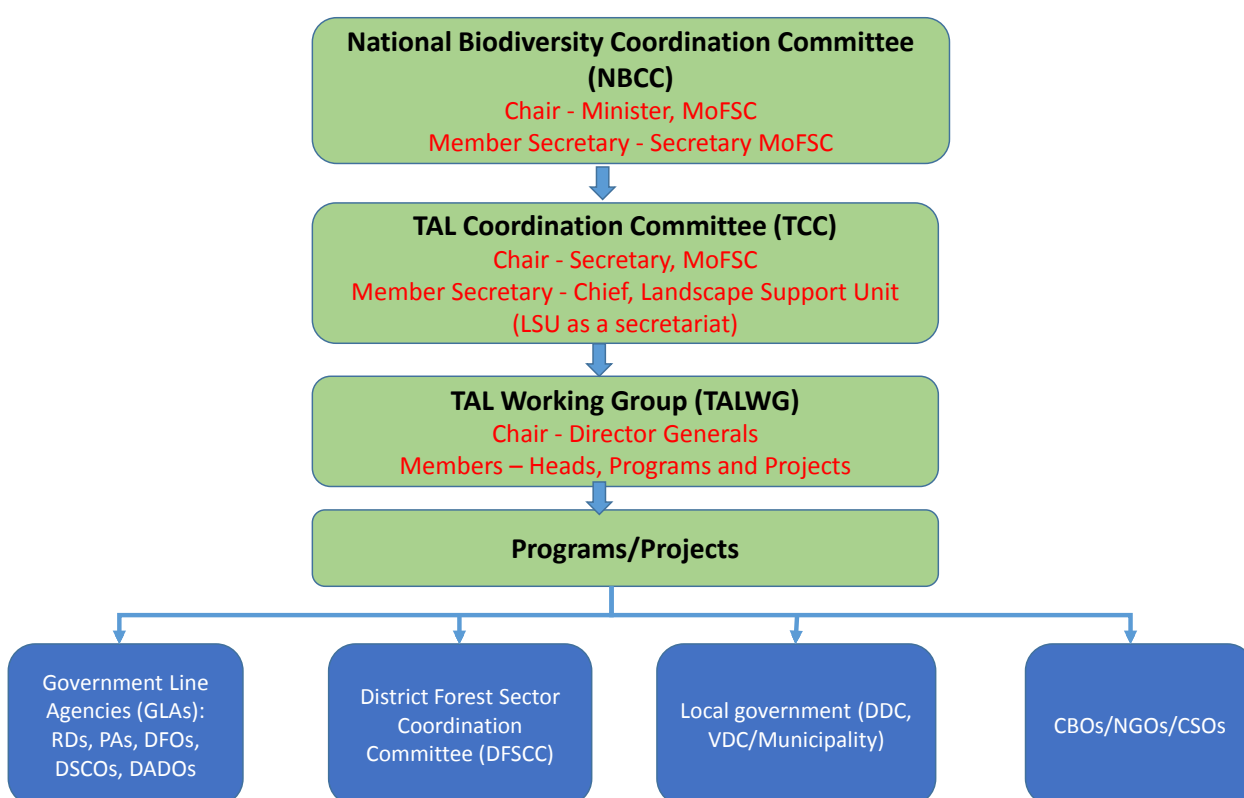 National Biodiversity Coordination Committee
(NBCC)
Chair - Minister, MoFSC
Member Secretary - Secretary MoFSC
TAL Coordination Committee (TCC)
Chair - Secretary, MoFSC
Member Secretary - Chief, Landscape Support Unit
(LSU as a secretariat)
TAL Working Group (TALWG)
Chair - Director Generals
Members – Heads, Programs and Projects
Programs/Projects
Government Line
Agencies (GLAs):
RDs, PAs, DFOs,
DSCOs, DADOs
District Forest Sector
Coordination
Committee (DFSCC)
Local government (DDC,
VDC/Municipality)
CBOs/NGOs/CSOs